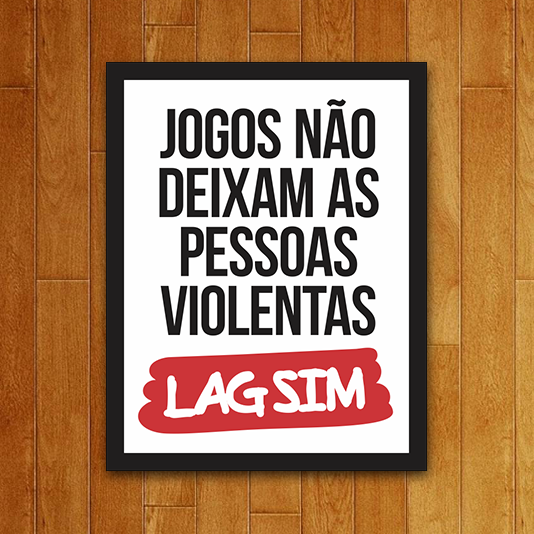 JOGOS NÃO
DEIXAM AS
PESSOAS
VIOLENTAS
LAG SIM